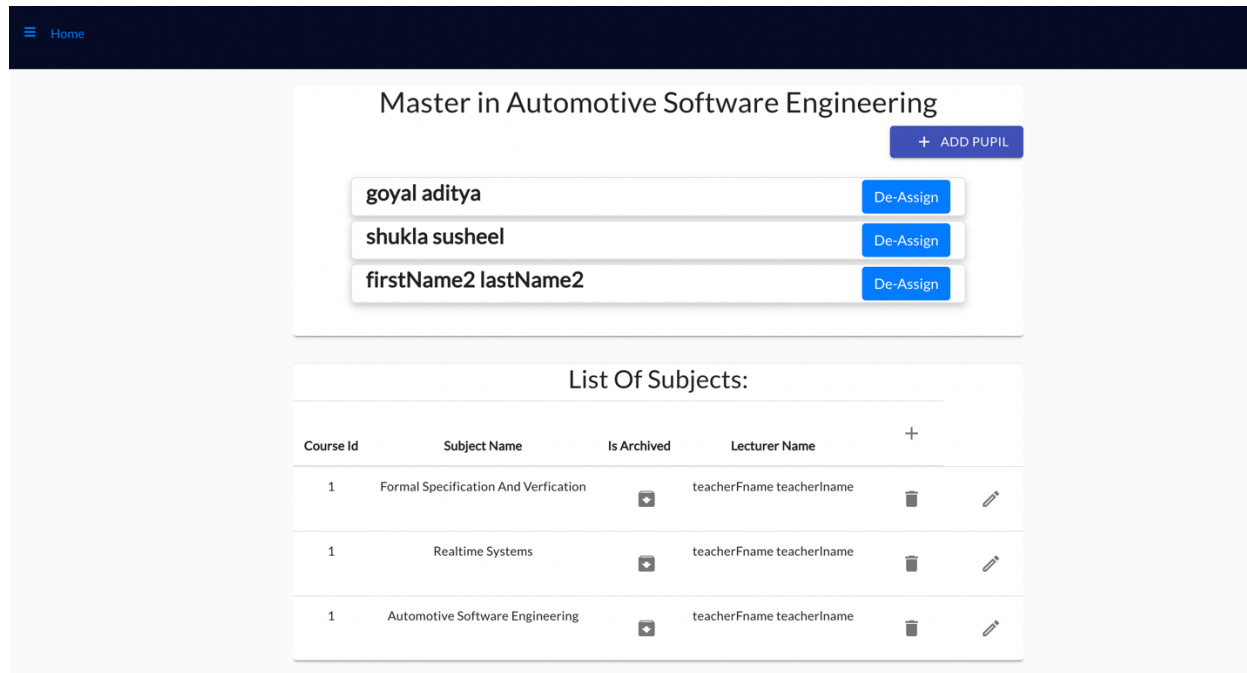 Home
Master in Automotive Software Engineering
+ ADD PUPIL
goyal aditya De-Assign
shukla susheel De-Assign
firstName2 lastName2 De-Assign
List Of Subjects:
Course Id Subject Name Is Archived Lecturer Name +
1 Formal Specification And Verfication teacherFname teacherlname
1 Realtime Systems teacherFname teacherlname
1 Automotive Software Engineering teacherFname teacherlname